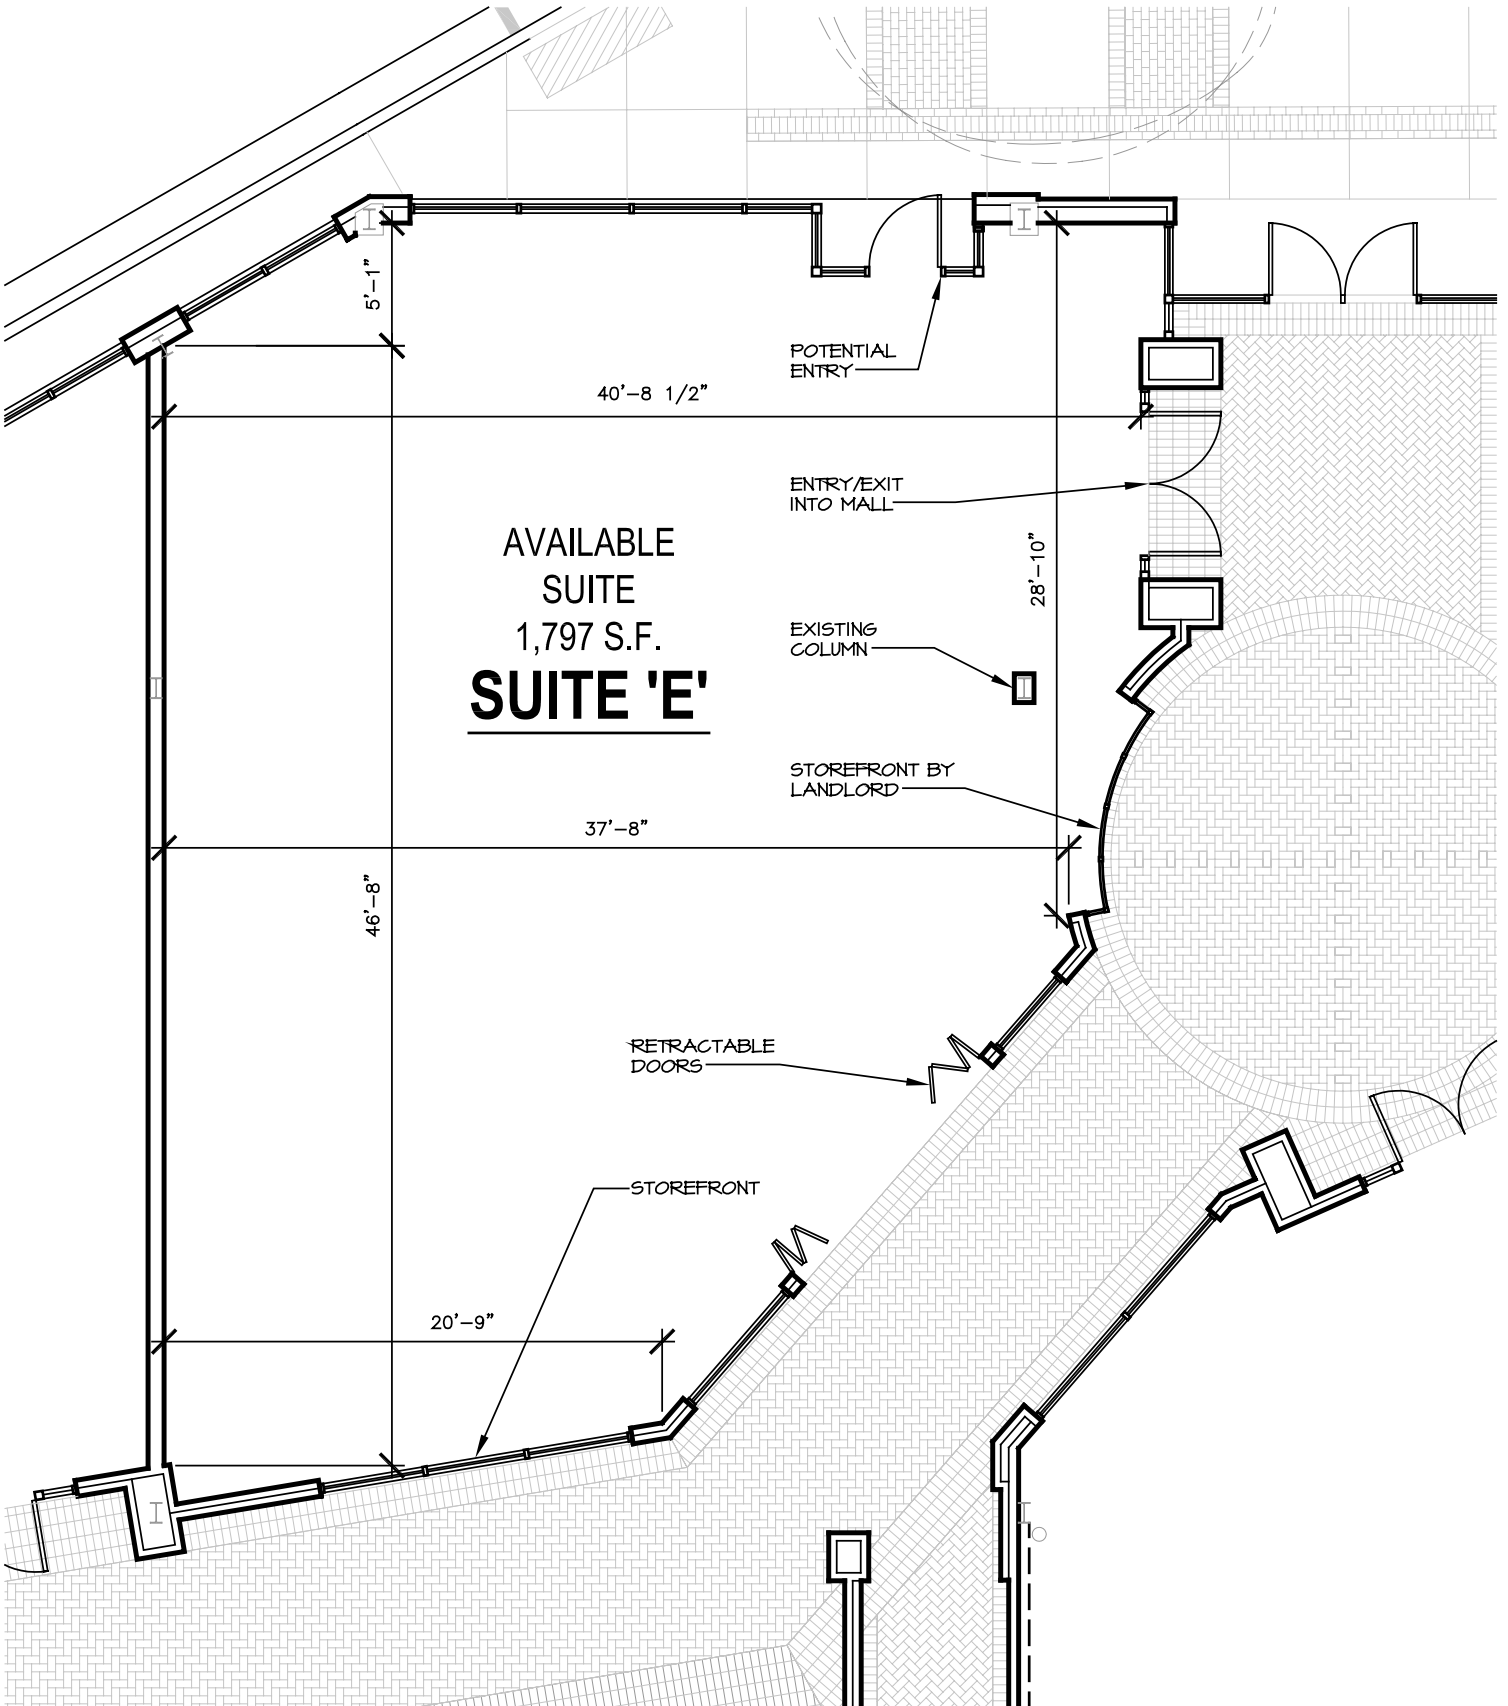 5'-1"
POTENTIAL
ENTRY
40'-8 1/2"
ENTRY/EXIT
INTO MALL
AVAILABLE
SUITE
1,797 S.F.
SUITE 'E'
28'-10"
EXISTING
COLUMN
STOREFRONT BY
LANDLORD
37'-8"
46'-8"
RETRACTABLE
DOORS
STOREFRONT
20'-9"